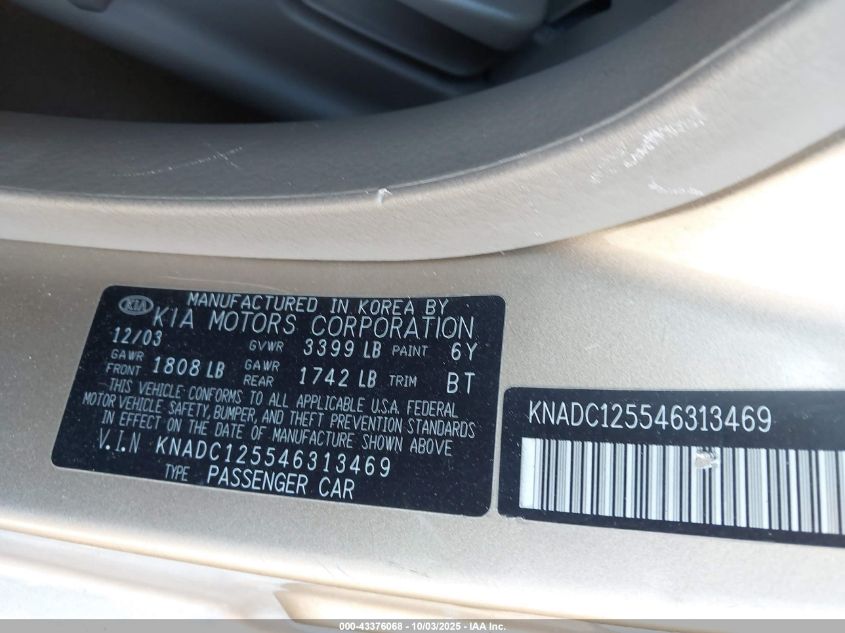 KIA MANUFACTURED IN KOREA BY
KIA MOTORS CORPORATION
12/03 GVWR 3399 LB PAINT 6Y
GAWR FRONT 1808 LB GAWR REAR 1742 LB TRIM BT
THIS VEHICLE CONFORMS TO ALL APPLICABLE U.S.A. FEDERAL
MOTOR VEHICLE SAFETY, BUMPER, AND THEFT PREVENTION STANDARDS
IN EFFECT ON THE DATE OF MANUFACTURE SHOWN ABOVE
V.I.N KNADC125546313469
TYPE PASSENGER CAR
KNADC125546313469
000-43376068 - 10/03/2025 - IAA Inc.